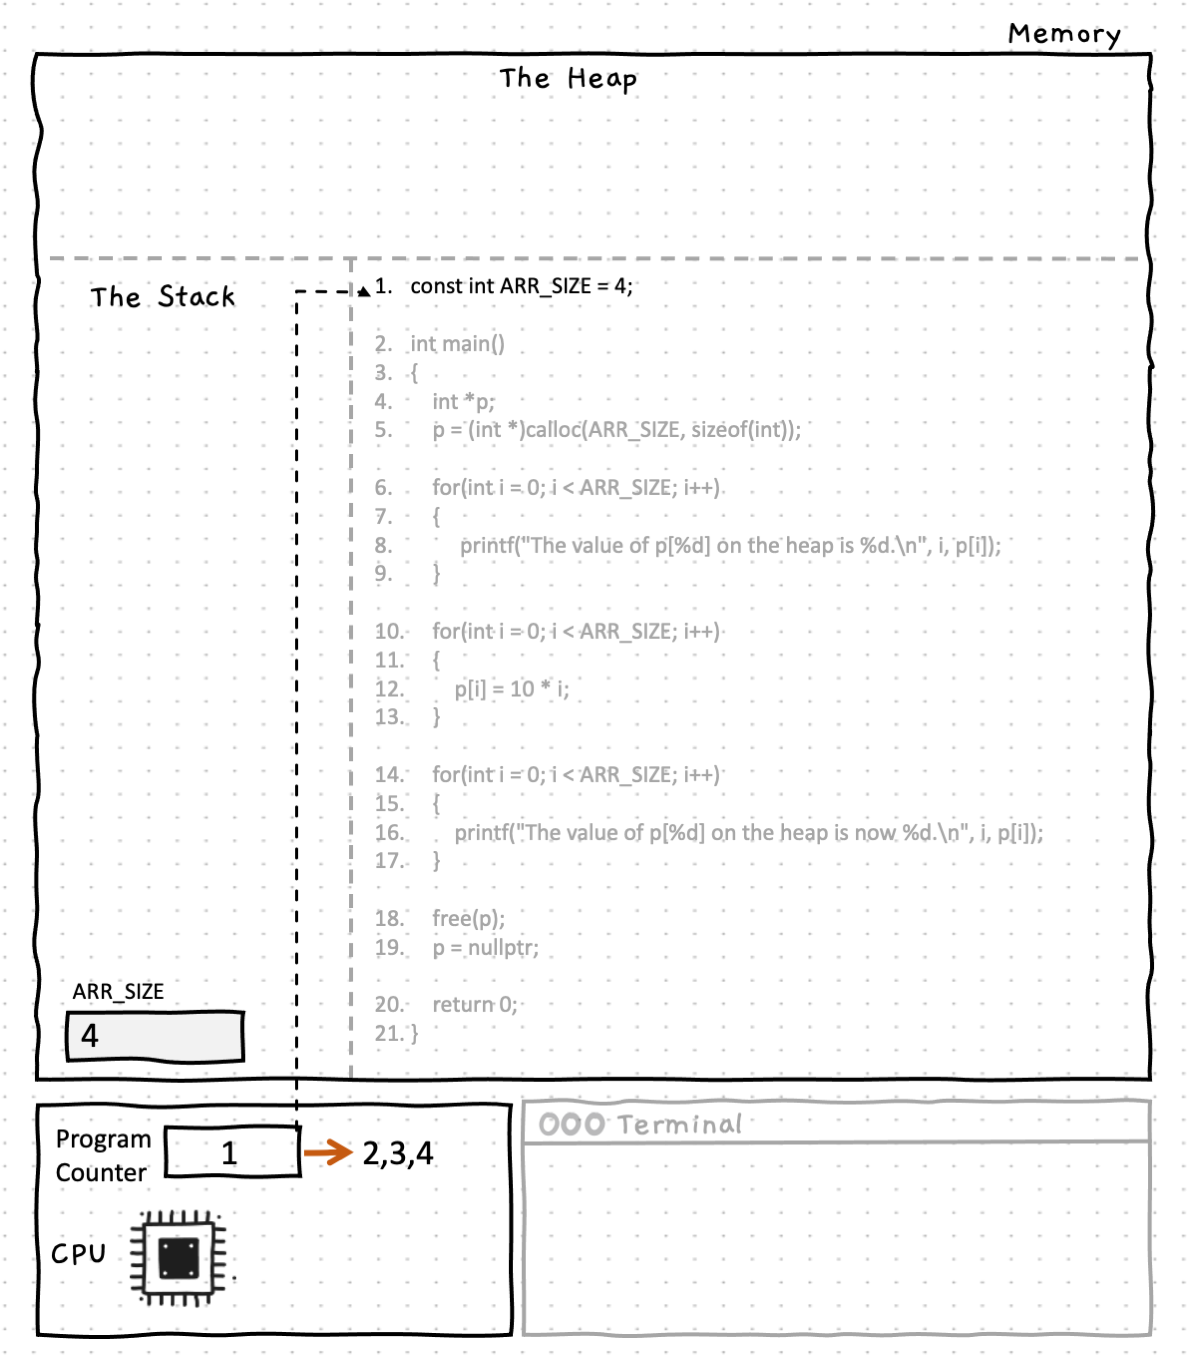 Memory
The Heap
The Stack
1. const int ARR_SIZE = 4;
2. int main()
3. {
4. int *p;
5. p = (int *)calloc(ARR_SIZE, sizeof(int));
6. for(int i = 0; i < ARR_SIZE; i++)
7. {
8. printf("The value of p[%d] on the heap is %d.\n", i, p[i]);
9. }
10. for(int i = 0; i < ARR_SIZE; i++)
11. {
12. p[i] = 10 * i;
13. }
14. for(int i = 0; i < ARR_SIZE; i++)
15. {
16. printf("The value of p[%d] on the heap is now %d.\n", i, p[i]);
17. }
18. free(p);
19. p = nullptr;
20. return 0;
21. }
ARR_SIZE
4
Program
Counter
1
2,3,4
CPU
Terminal